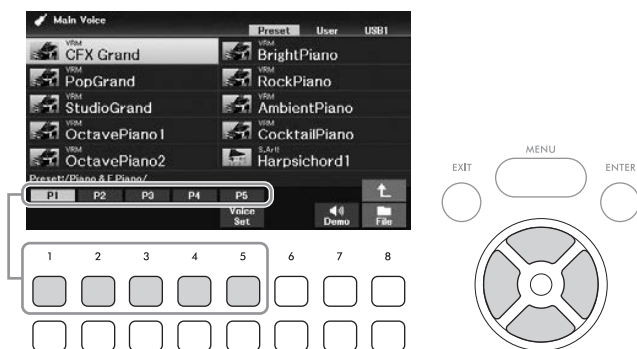 Main Voice
Preset User USB1
VRM CFX Grand VRM BrightPiano
VRM PopGrand VRM RockPiano
VRM StudioGrand VRM AmbientPiano
VRM OctavePiano1 VRM CocktailPiano
VRM OctavePiano2 S.Art! Harpsichord1
Preset:/Piano & E.Piano/
P1 P2 P3 P4 P5
Voice Set Demo File
1 2 3 4 5 6 7 8
MENU
EXIT ENTER